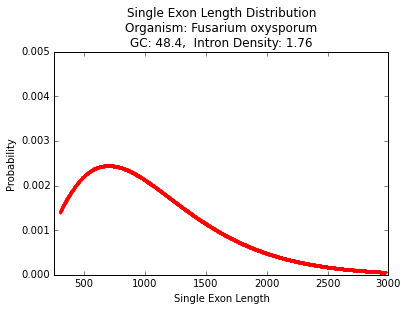 Single Exon Length Distribution
Organism: Fusarium oxysporum
GC: 48.4,  Intron Density: 1.76
0.005
0.004
0.003
0.002
0.001
0.000
Probability
500 1000 1500 2000 2500 3000
Single Exon Length